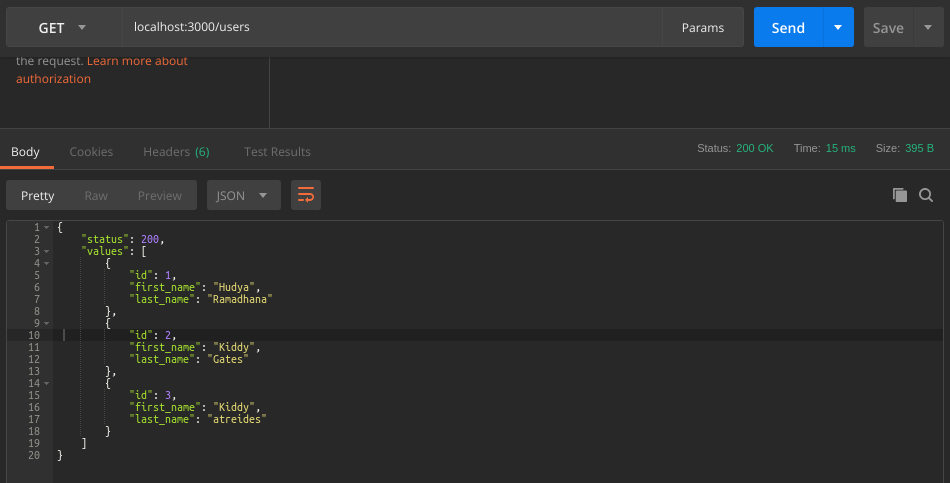 GET localhost:3000/users Params Send Save
the request. Learn more about
authorization
Body Cookies Headers (6) Test Results Status: 200 OK Time: 15 ms Size: 395 B
Pretty Raw Preview JSON
1 {
2 "status": 200,
3 "values": [
4 {
5 "id": 1,
6 "first_name": "Hudya",
7 "last_name": "Ramadhana"
8 },
9 {
10 "id": 2,
11 "first_name": "Kiddy",
12 "last_name": "Gates"
13 },
14 {
15 "id": 3,
16 "first_name": "Kiddy",
17 "last_name": "atreides"
18 }
19 ]
20 }